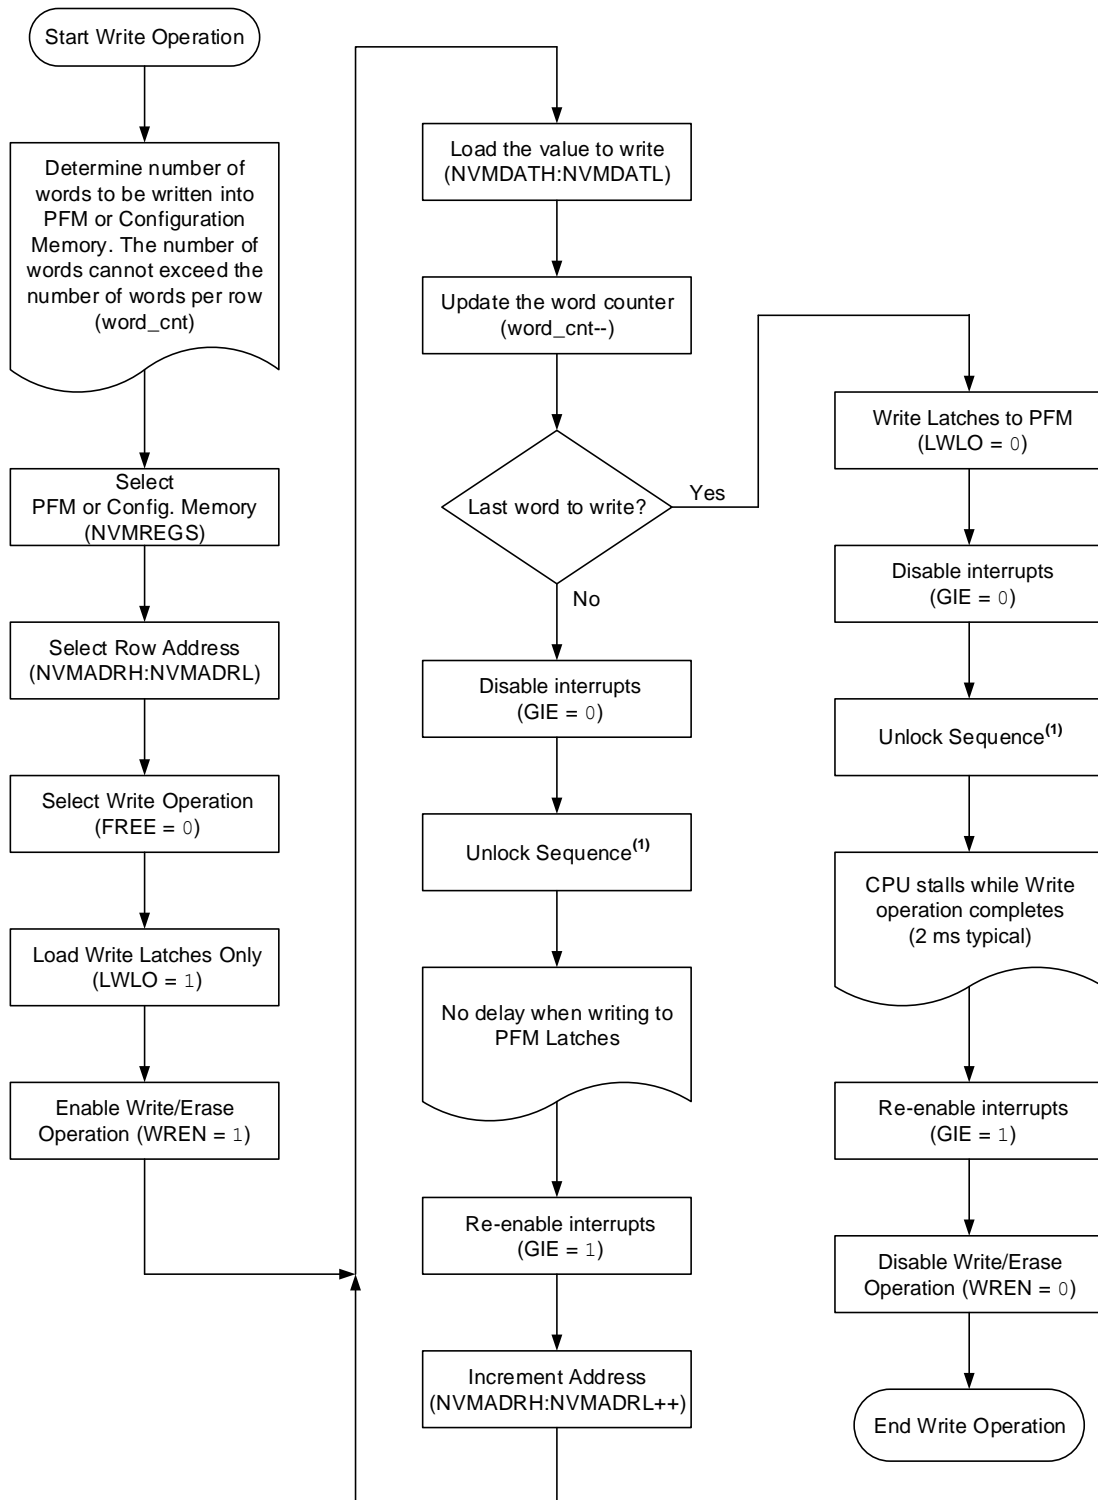 Start Write Operation
Determine number of
words to be written into
PFM or Configuration
Memory. The number of
words cannot exceed the
number of words per row
(word_cnt)
Select
PFM or Config. Memory
(NVMREGS)
Select Row Address
(NVMADRH:NVMADRL)
Select Write Operation
(FREE = 0)
Load Write Latches Only
(LWLO = 1)
Enable Write/Erase
Operation (WREN = 1)
Load the value to write
(NVMDATH:NVMDATL)
Update the word counter
(word_cnt--)
Last word to write?
Yes
No
Disable interrupts
(GIE = 0)
Unlock Sequence(1)
No delay when writing to
PFM Latches
Re-enable interrupts
(GIE = 1)
Increment Address
(NVMADRH:NVMADRL++)
Write Latches to PFM
(LWLO = 0)
Disable interrupts
(GIE = 0)
Unlock Sequence(1)
CPU stalls while Write
operation completes
(2 ms typical)
Re-enable interrupts
(GIE = 1)
Disable Write/Erase
Operation (WREN = 0)
End Write Operation